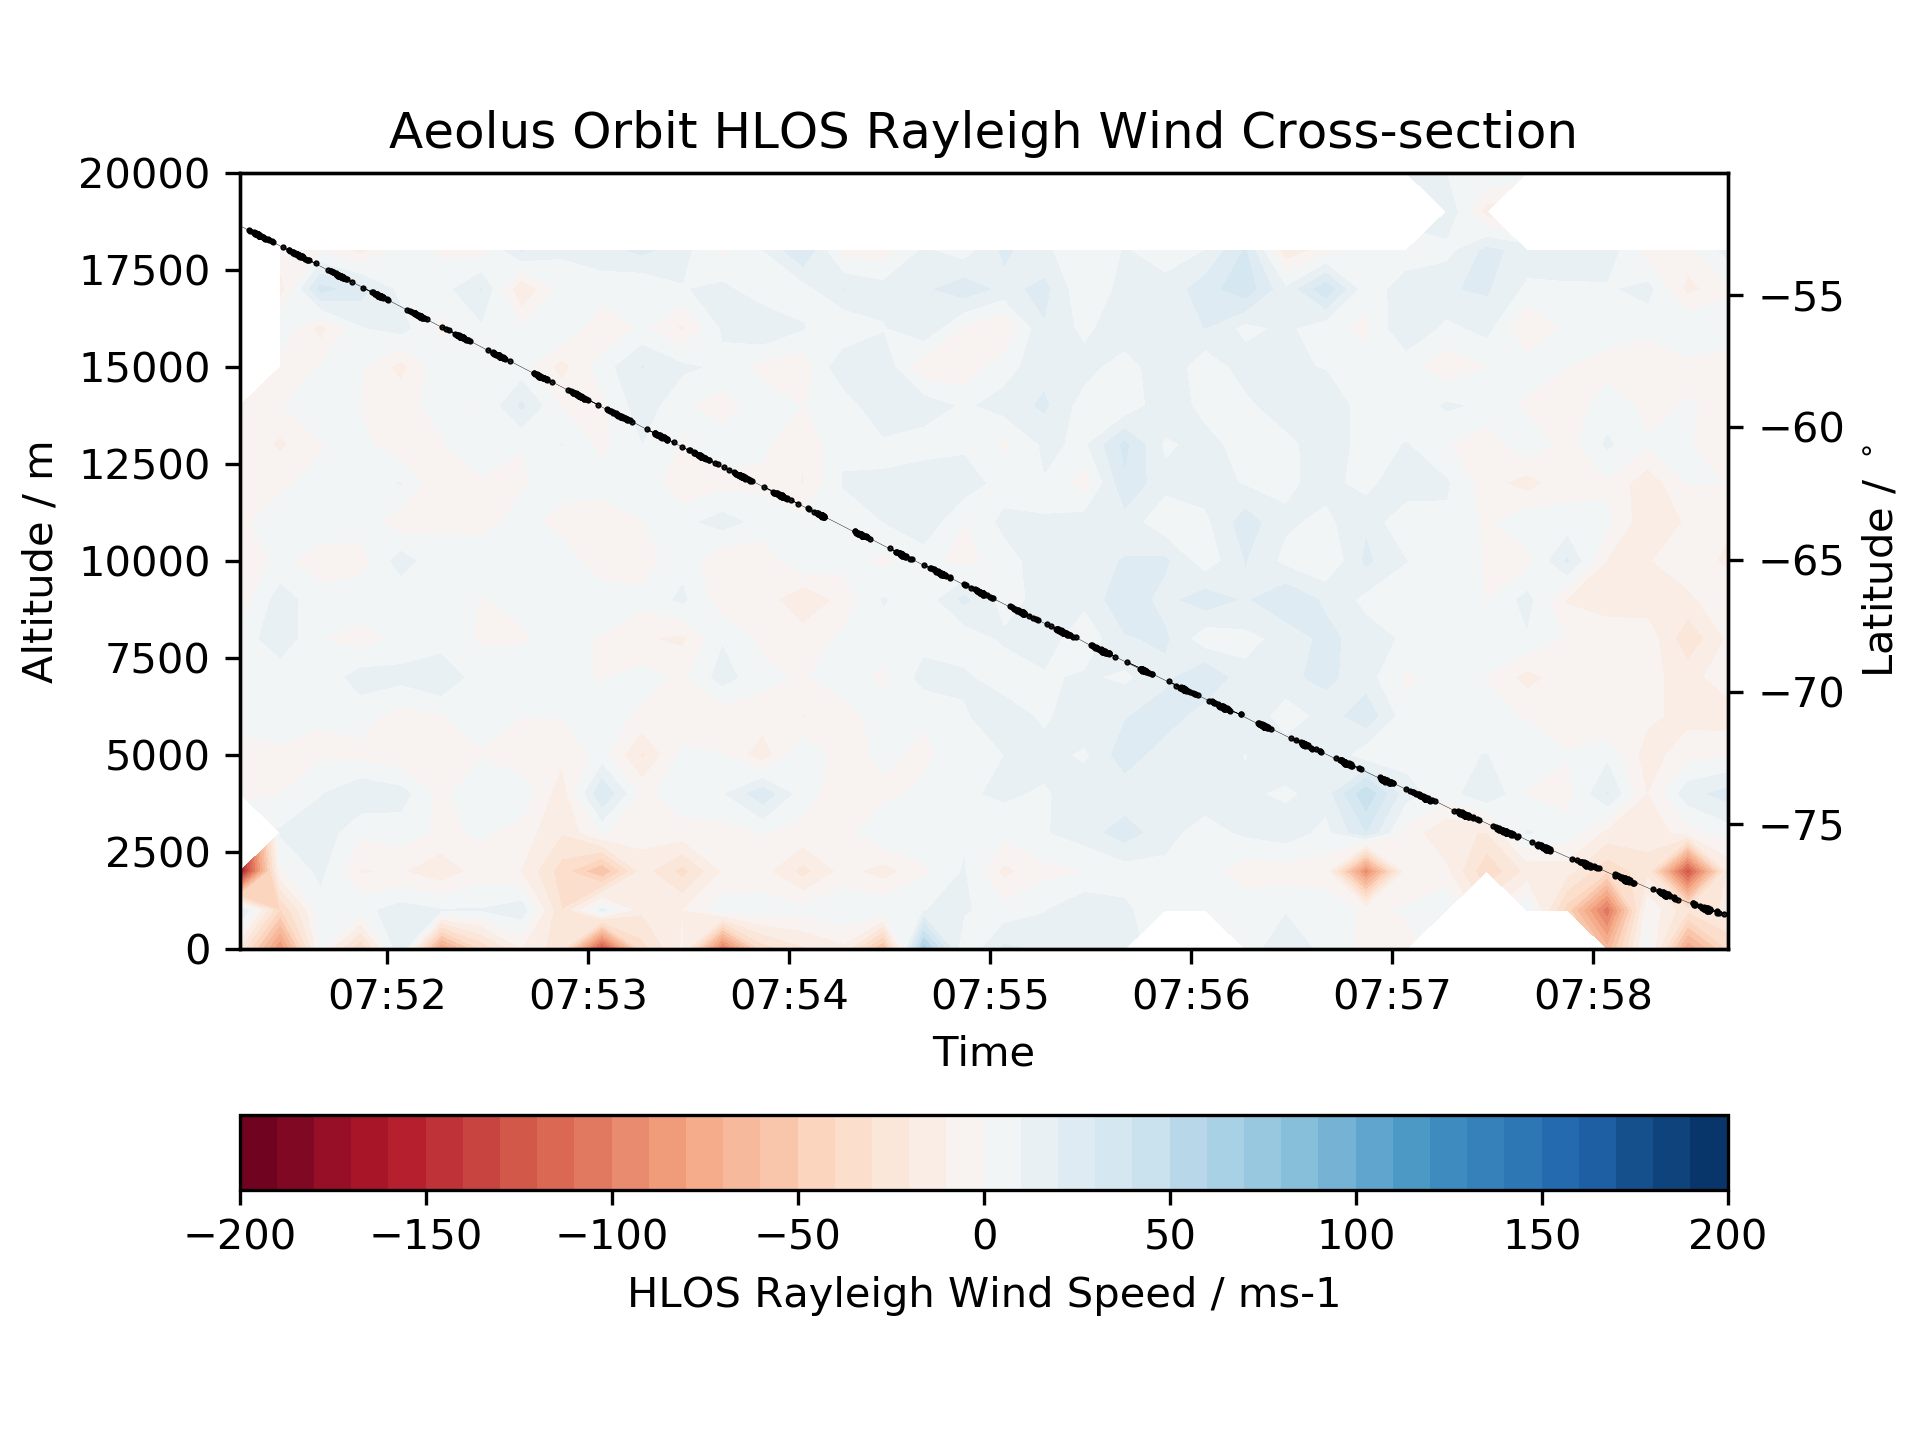 Aeolus Orbit HLOS Rayleigh Wind Cross-section
20000
17500
15000
12500
10000
7500
5000
2500
0
Altitude / m
−55
−60
−65
−70
−75
Latitude / °
07:52 07:53 07:54 07:55 07:56 07:57 07:58
Time
−200 −150 −100 −50 0 50 100 150 200
HLOS Rayleigh Wind Speed / ms-1